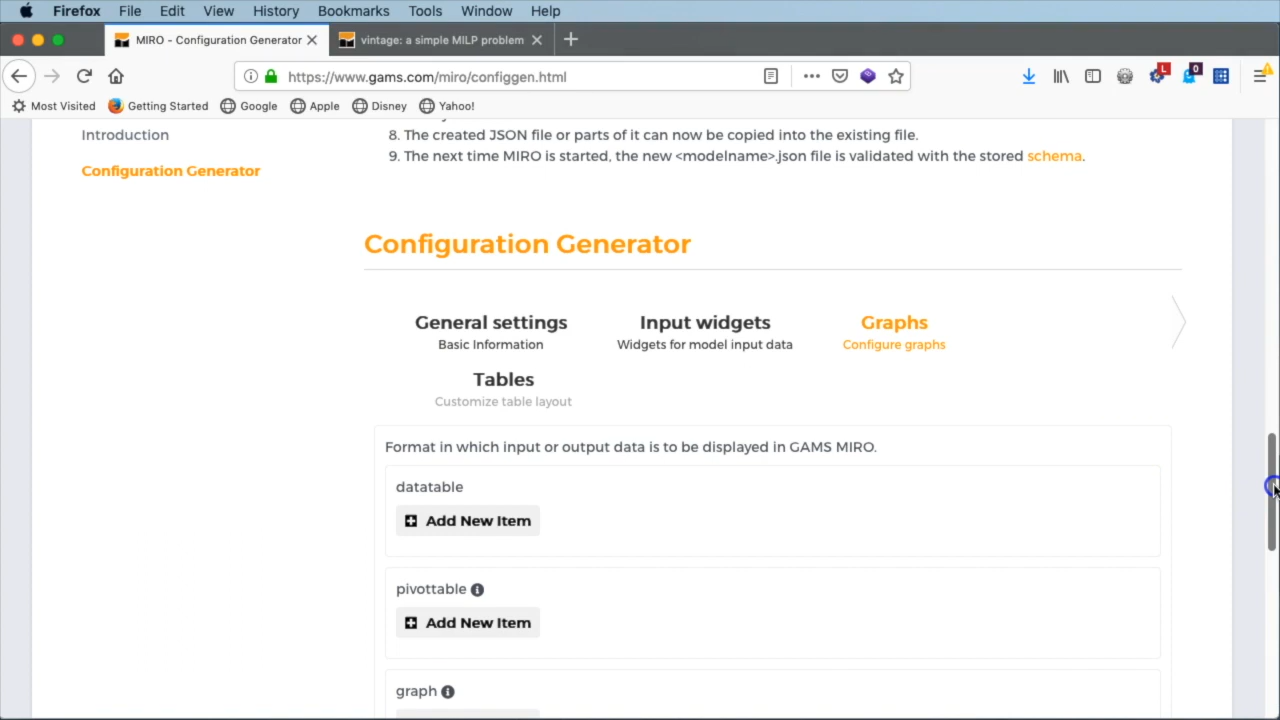 Firefox File Edit View History Bookmarks Tools Window Help
MIRO - Configuration Generator
vintage: a simple MILP problem
https://www.gams.com/miro/configgen.html
L
0
Most Visited Getting Started Google Apple Disney Yahoo!
Introduction
Configuration Generator
8. The created JSON file or parts of it can now be copied into the existing file.
9. The next time MIRO is started, the new <modelname>.json file is validated with the stored schema.
Configuration Generator
General settings
Basic Information
Input widgets
Widgets for model input data
Graphs
Configure graphs
Tables
Customize table layout
Format in which input or output data is to be displayed in GAMS MIRO.
datatable
Add New Item
pivottable
Add New Item
graph